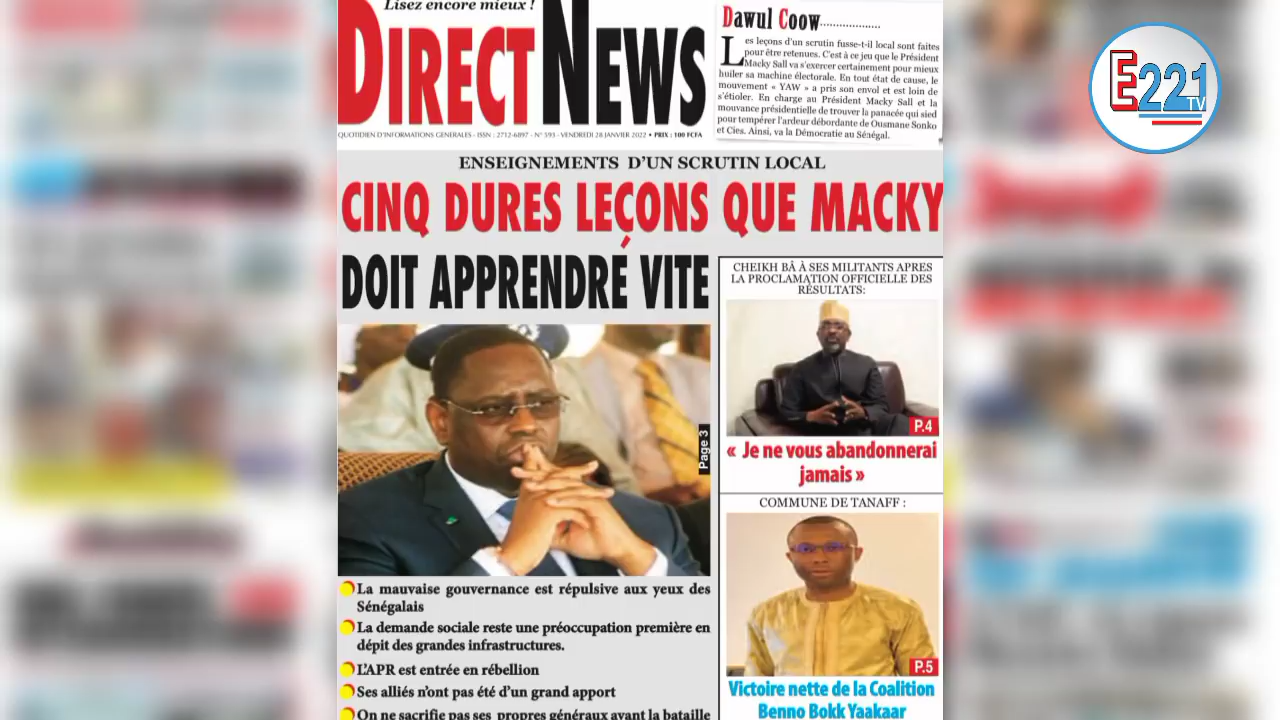 Lisez encore mieux !
DIRECT NEWS
QUOTIDIEN D'INFORMATIONS GENERALES - ISSN : 2712-6897 - N° 593 - VENDREDI 28 JANVIER 2022 • PRIX : 100 FCFA
Dawul Coow....................
Les leçons d'un scrutin fusse-t-il local sont faites
pour être retenues. C'est à ce jeu que le Président
Macky Sall va s'exercer certainement pour mieux
huiler sa machine électorale. En tout état de cause, le
mouvement « YAW » a pris son envol et est loin de
s'étioler. En charge au Président Macky Sall et la
mouvance présidentielle de trouver la panacée qui sied
pour tempérer l'ardeur débordante de Ousmane Sonko
et Cies. Ainsi, va la Démocratie au Sénégal.
E221
TV
ENSEIGNEMENTS D'UN SCRUTIN LOCAL
CINQ DURES LEÇONS QUE MACKY
DOIT APPRENDRE VITE
Page 3
La mauvaise gouvernance est répulsive aux yeux des
Sénégalais
La demande sociale reste une préoccupation première en
dépit des grandes infrastructures.
L'APR est entrée en rébellion
Ses alliés n'ont pas été d'un grand apport
On ne sacrifie pas ses propres généraux avant la bataille
CHEIKH BÂ À SES MILITANTS APRES
LA PROCLAMATION OFFICIELLE DES
RÉSULTATS:
P.4
« Je ne vous abandonnerai
jamais »
COMMUNE DE TANAFF :
P.5
Victoire nette de la Coalition
Benno Bokk Yaakaar